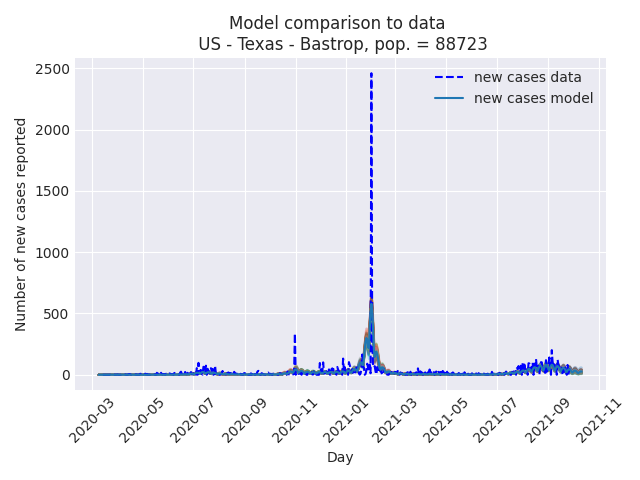 Model comparison to data
US - Texas - Bastrop, pop. = 88723
new cases data
new cases model
Number of new cases reported
2500
2000
1500
1000
500
0
2020-03
2020-05
2020-07
2020-09
2020-11
2021-01
2021-03
2021-05
2021-07
2021-09
2021-11
Day